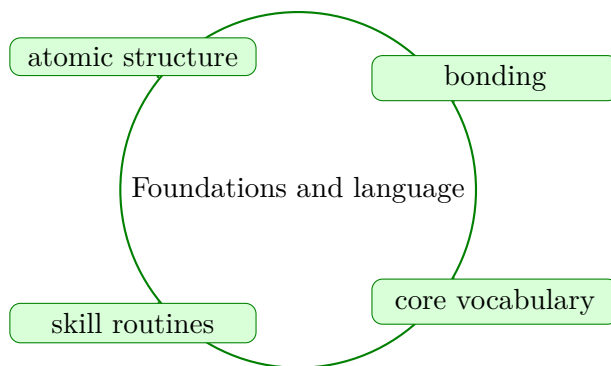 atomic structure
bonding
Foundations and language
skill routines
core vocabulary